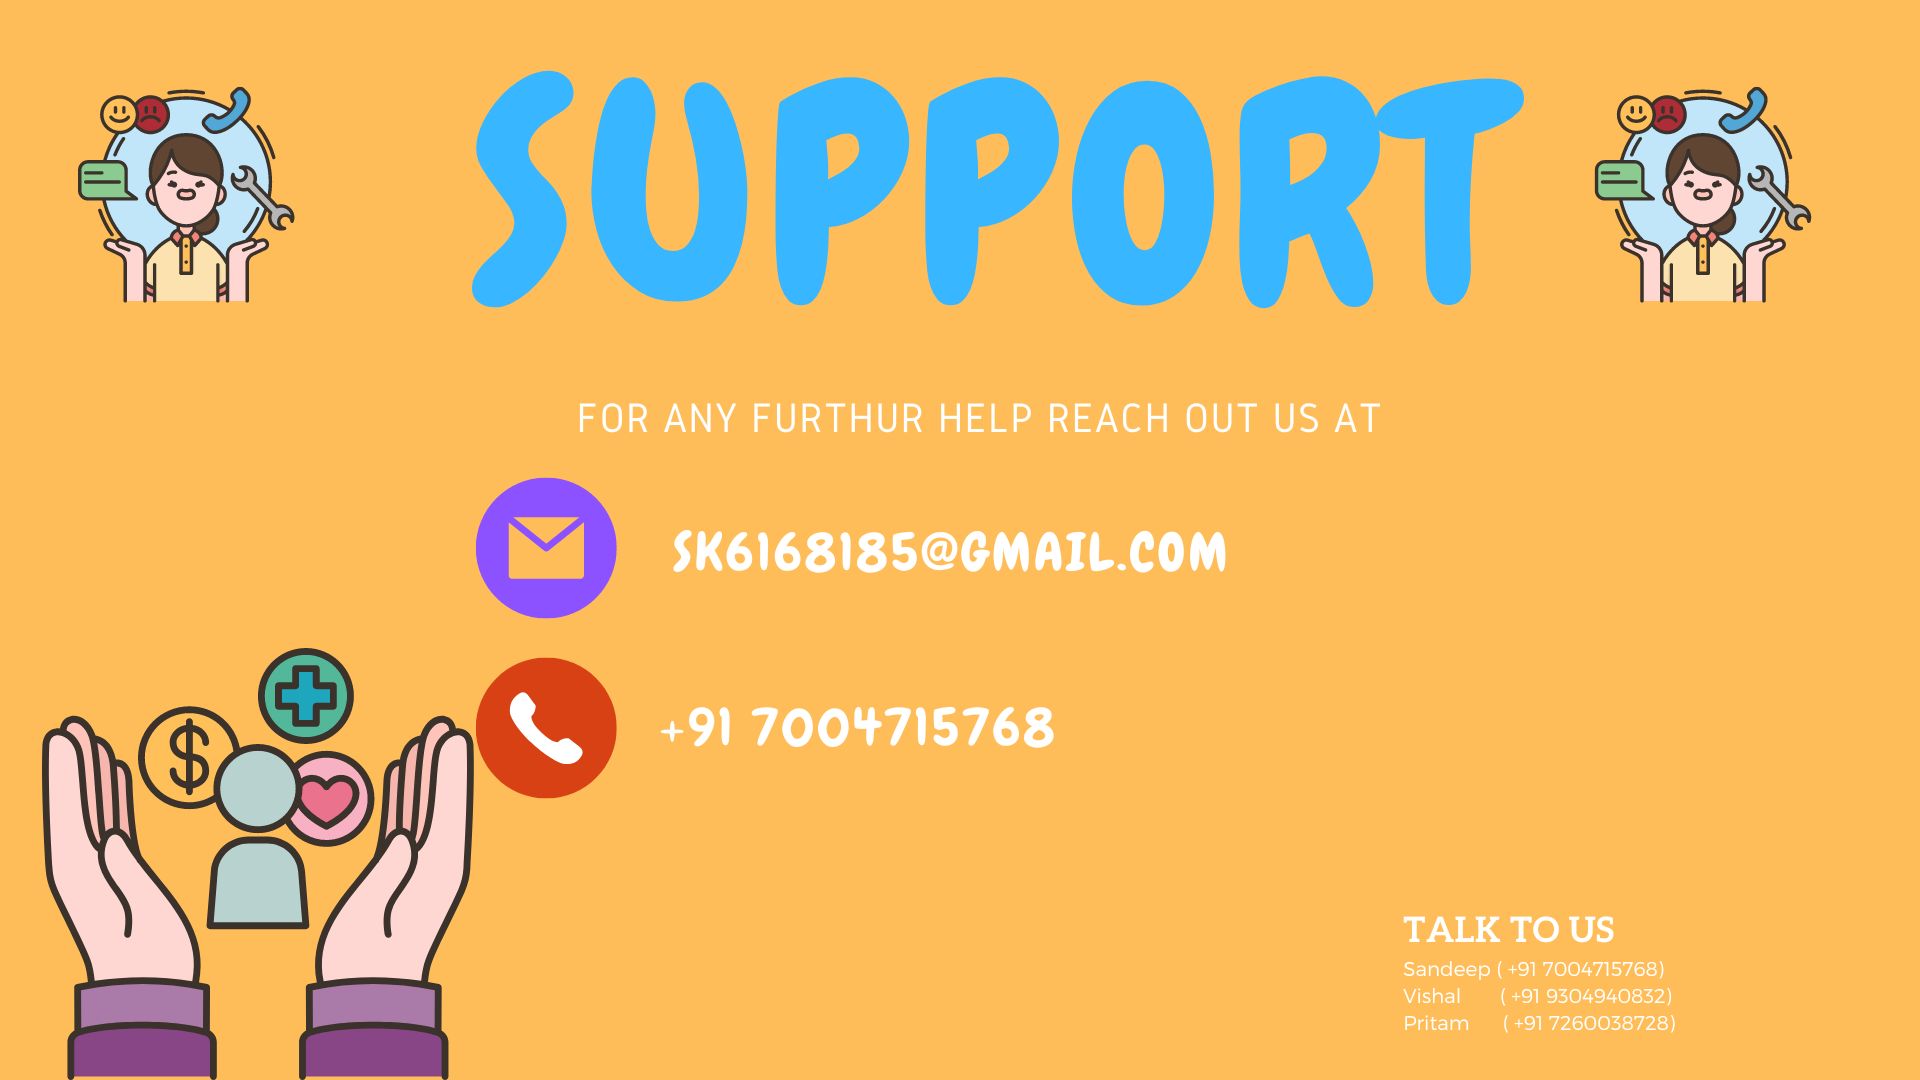 SUPPORT
FOR ANY FURTHUR HELP REACH OUT US AT
SK6168185@GMAIL.COM
+91 7004715768
TALK TO US
Sandeep ( +91 7004715768)
Vishal ( +91 9304940832)
Pritam ( +91 7260038728)